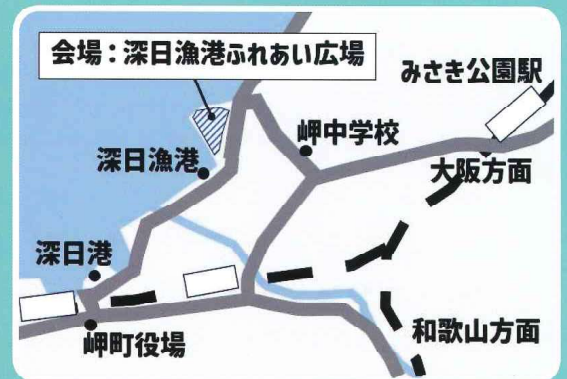 会場：深日漁港ふれあい広場
みさき公園駅
岬中学校
深日漁港
大阪方面
深日港
和歌山方面
岬町役場